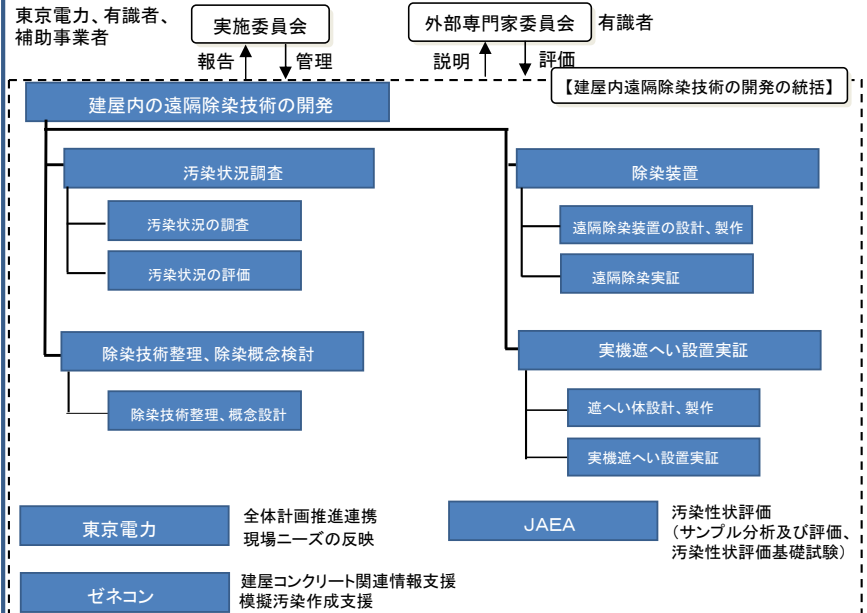 東京電力、有識者、
補助事業者
実施委員会
外部専門家委員会
有識者
報告
管理
説明
評価
【建屋内遠隔除染技術の開発の統括】
建屋内の遠隔除染技術の開発
汚染状況調査
除染装置
汚染状況の調査
遠隔除染装置の設計、製作
汚染状況の評価
遠隔除染実証
除染技術整理、除染概念検討
実機遮へい設置実証
除染技術整理、概念設計
遮へい体設計、製作
実機遮へい設置実証
東京電力
全体計画推進連携
現場ニーズの反映
JAEA
汚染性状評価
(サンプル分析及び評価、
汚染性状評価基礎試験)
ゼネコン
建屋コンクリート関連情報支援
模擬汚染作成支援